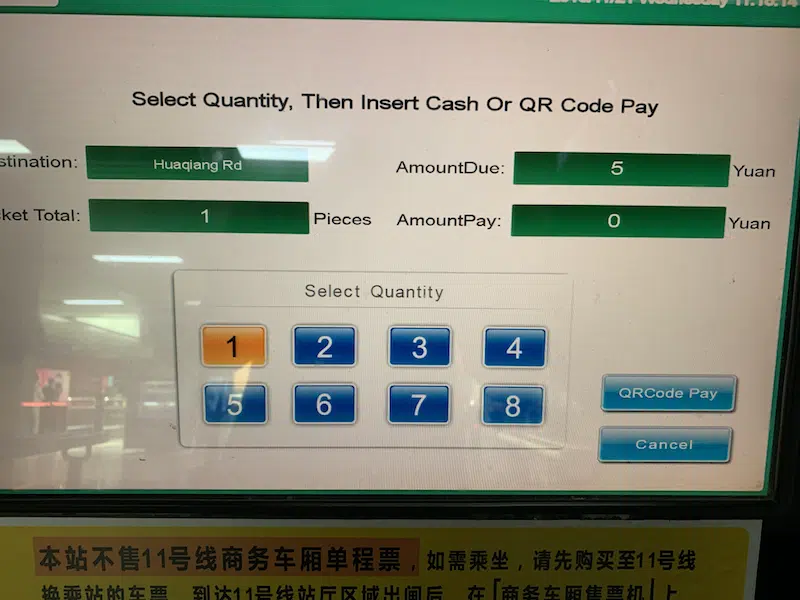 Wednesday 11:18:14
Select Quantity, Then Insert Cash Or QR Code Pay
stination: Huaqiang Rd AmountDue: 5 Yuan
ket Total: 1 Pieces AmountPay: 0 Yuan
Select Quantity
1 2 3 4
5 6 7 8
QRCode Pay
Cancel
本站不售11号线商务车厢单程票，如需乘坐，请先购买至11号线
换乘站的车票，到达11号线站厅区域出闸后，在「商务车厢售票机」上